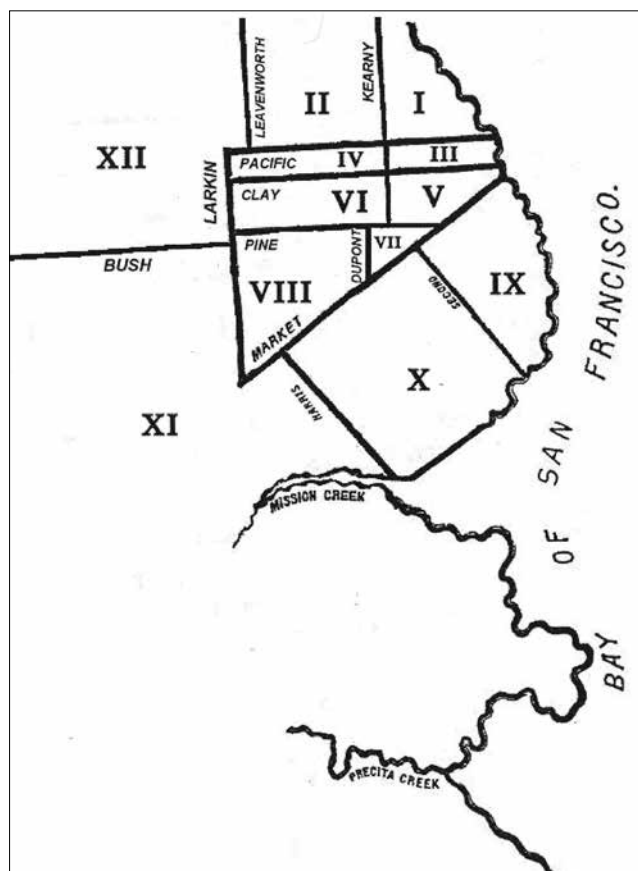 LEAVENWORTH
II
KEARNY
I
XII
LARKIN
PACIFIC
IV
III
CLAY
VI
V
PINE
DUPONT
VII
BUSH
VIII
MARKET
SECOND
IX
X
HARRIS
XI
MISSION CREEK
PRECITA CREEK
BAY OF SAN FRANCISCO.